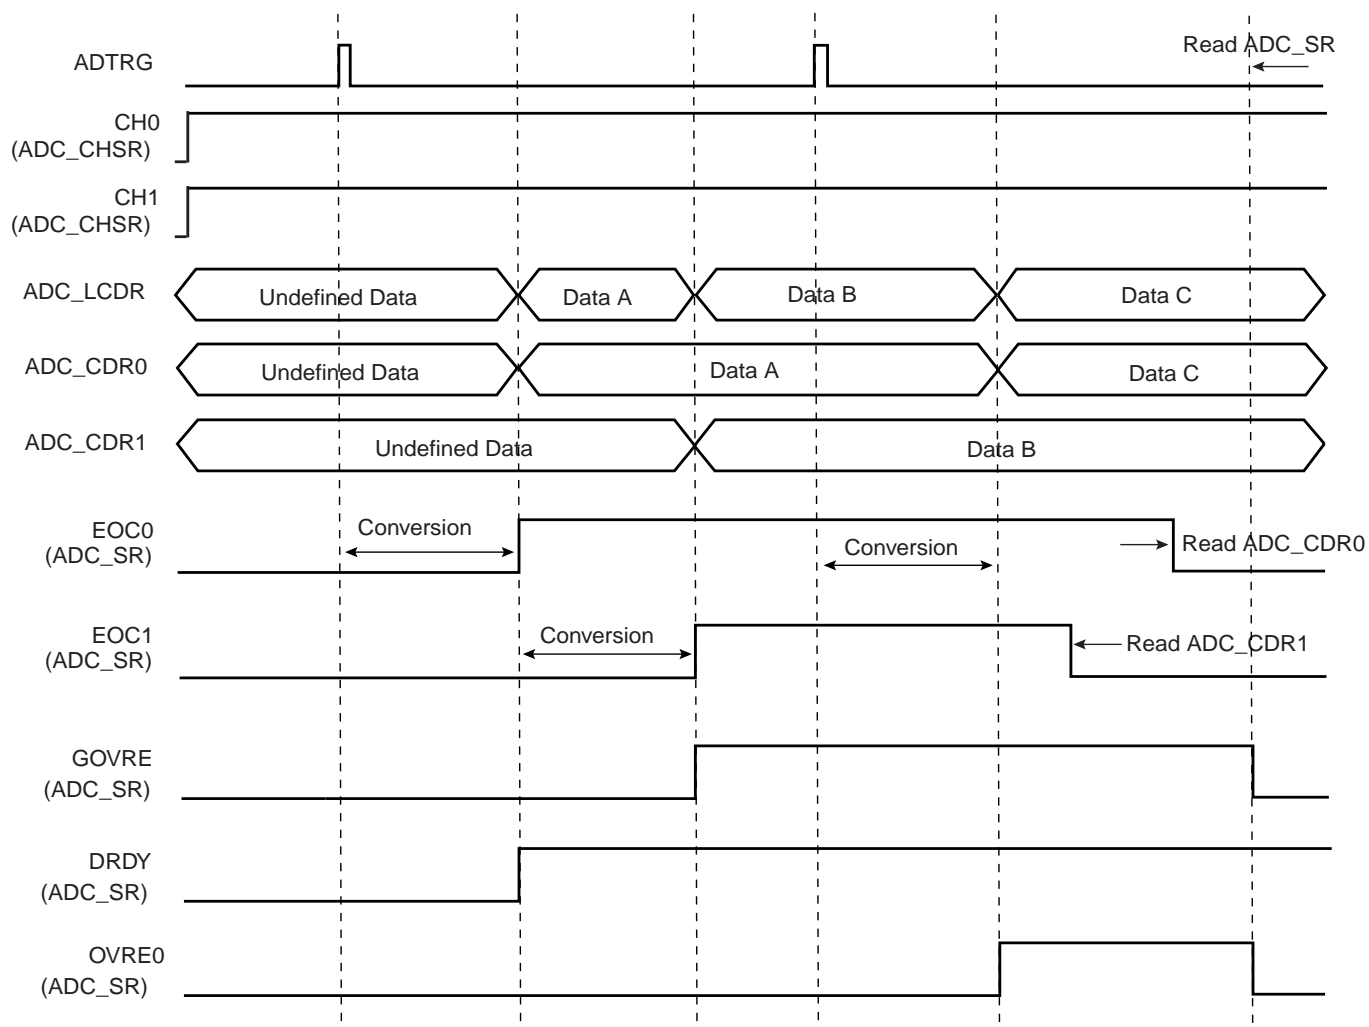 ADTRG
Read ADC_SR
CH0
(ADC_CHSR)
CH1
(ADC_CHSR)
ADC_LCDR
Undefined Data
Data A
Data B
Data C
ADC_CDR0
Undefined Data
Data A
Data C
ADC_CDR1
Undefined Data
Data B
EOC0
(ADC_SR)
Conversion
Conversion
Read ADC_CDR0
EOC1
(ADC_SR)
Conversion
Read ADC_CDR1
GOVRE
(ADC_SR)
DRDY
(ADC_SR)
OVRE0
(ADC_SR)